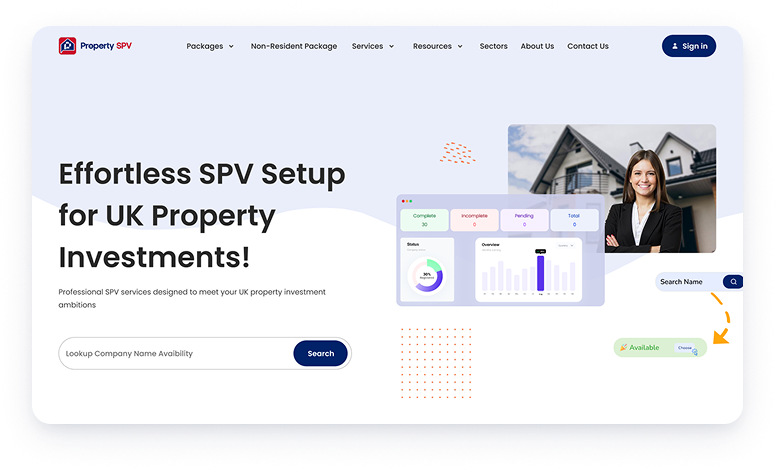 Property SPV
Packages
Non-Resident Package
Services
Resources
Sectors
About Us
Contact Us
Sign in
Effortless SPV Setup
for UK Property
Investments!
Professional SPV services designed to meet your UK property investment
ambitions
Lookup Company Name Avaibility
Search
Complete
30
Incomplete
0
Pending
0
Total
0
Status
30%
Overview
Search Name
Available
Choose